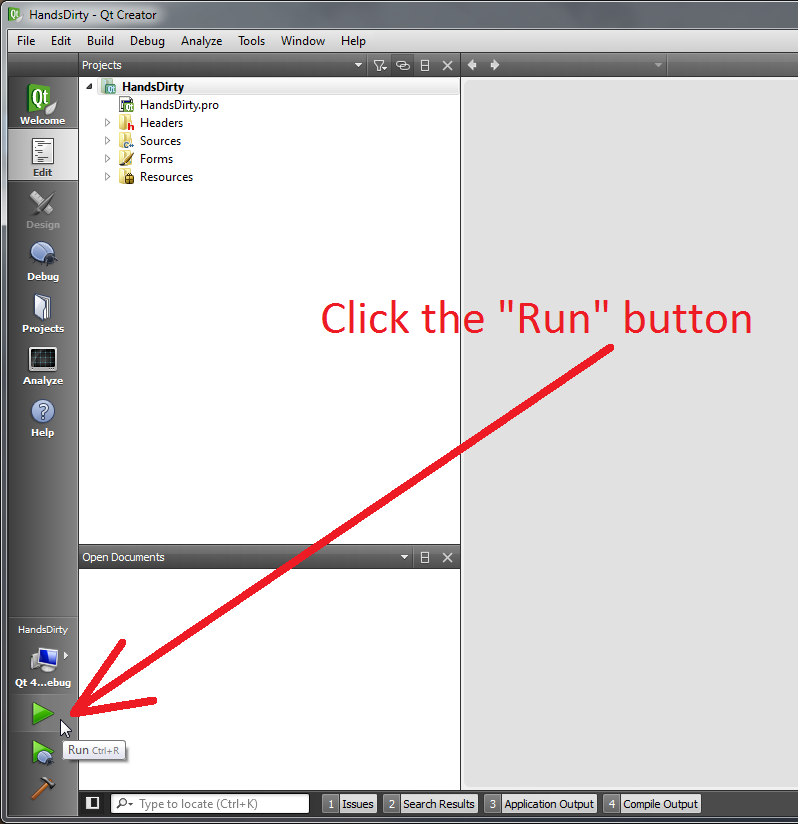 HandsDirty - Qt Creator
File Edit Build Debug Analyze Tools Window Help
Projects
Qt
Welcome
Edit
Design
Debug
Projects
Analyze
Help
HandsDirty
HandsDirty.pro
Headers
Sources
Forms
Resources
Click the "Run" button
Open Documents
HandsDirty
Qt 4...ebug
Run Ctrl+R
Type to locate (Ctrl+K)
1 Issues 2 Search Results 3 Application Output 4 Compile Output